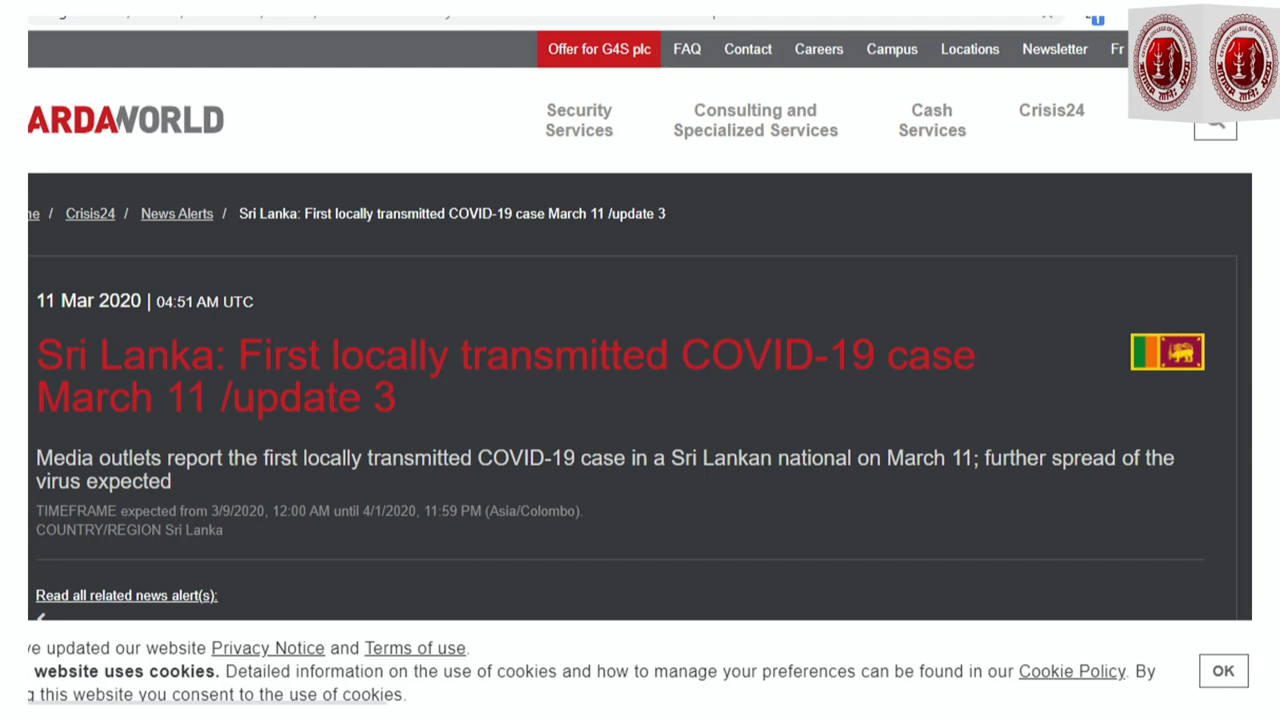 Offer for G4S plc FAQ Contact Careers Campus Locations Newsletter Fr
ARDAWORLD
Security Services
Consulting and Specialized Services
Cash Services
Crisis24
/ Crisis24 / News Alerts / Sri Lanka: First locally transmitted COVID-19 case March 11 /update 3
11 Mar 2020 | 04:51 AM UTC
Sri Lanka: First locally transmitted COVID-19 case
March 11 /update 3
Media outlets report the first locally transmitted COVID-19 case in a Sri Lankan national on March 11; further spread of the
virus expected
TIMEFRAME expected from 3/9/2020, 12:00 AM until 4/1/2020, 11:59 PM (Asia/Colombo).
COUNTRY/REGION Sri Lanka
Read all related news alert(s):
updated our website Privacy Notice and Terms of use.
website uses cookies. Detailed information on the use of cookies and how to manage your preferences can be found in our Cookie Policy. By
this website you consent to the use of cookies.
OK